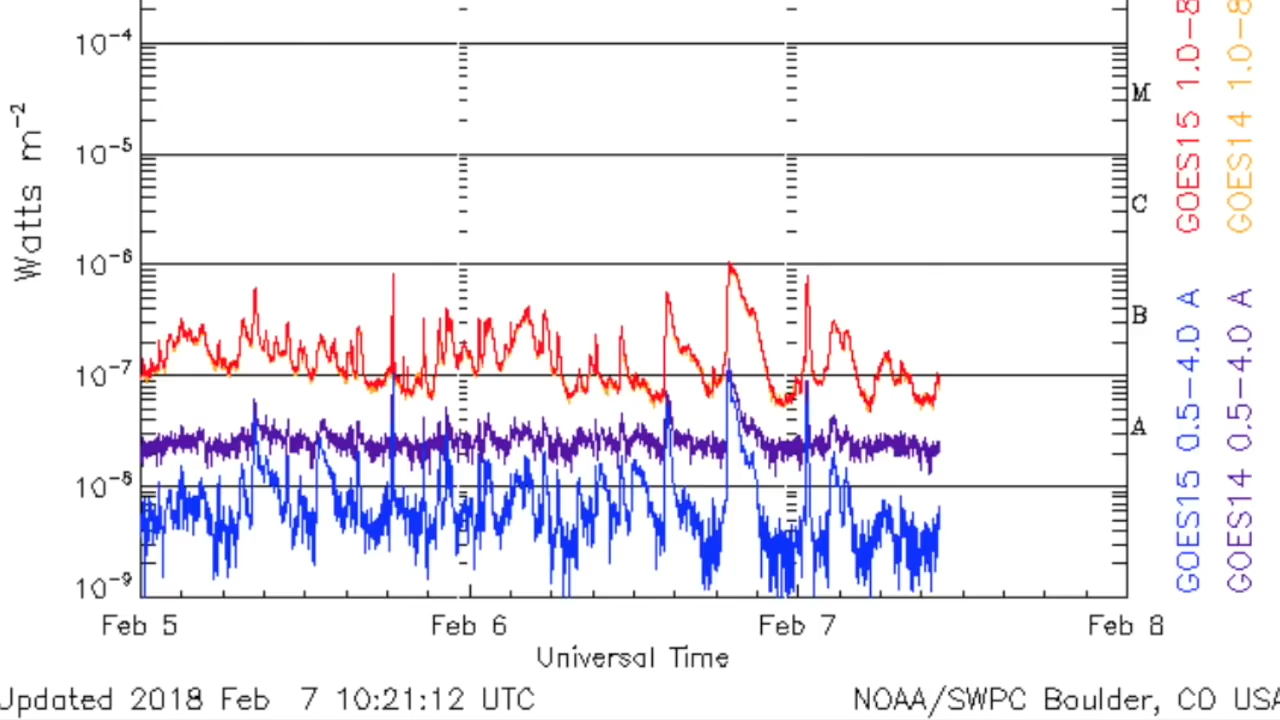 10⁻⁴
10⁻⁵
10⁻⁶
10⁻⁷
10⁻⁸
10⁻⁹
Watts m⁻²
M
C
B
A
GOES15 1.0–8
GOES14 1.0–8
GOES15 0.5–4.0 A
GOES14 0.5–4.0 A
Feb 5 Feb 6 Feb 7 Feb 8
Universal Time
Updated 2018 Feb 7 10:21:12 UTC
NOAA/SWPC Boulder, CO USA